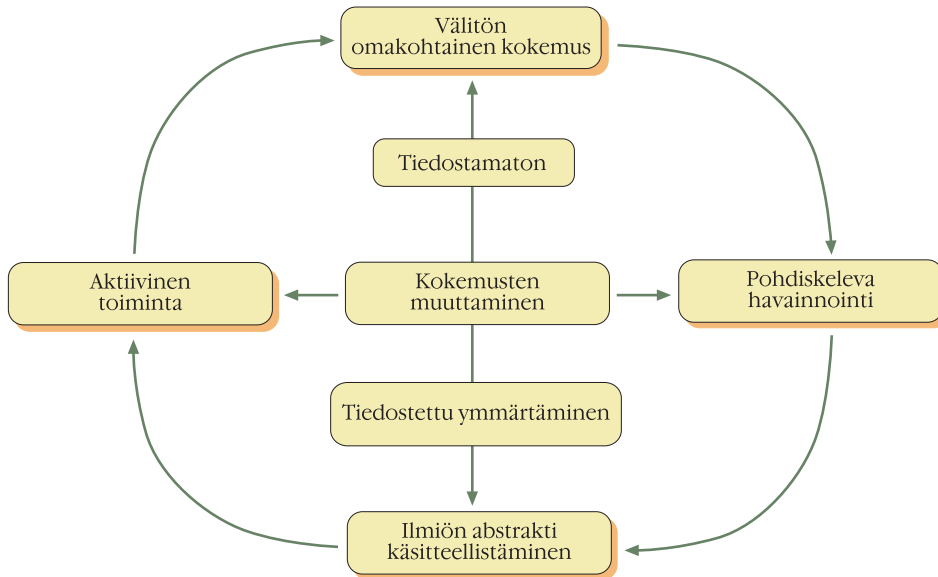 Välitön
omakohtainen kokemus
Tiedostamaton
Aktiivinen
toiminta
Kokemusten
muuttaminen
Pohdiskeleva
havainnointi
Tiedostettu ymmärtäminen
Ilmiön abstrakti
käsitteellistäminen